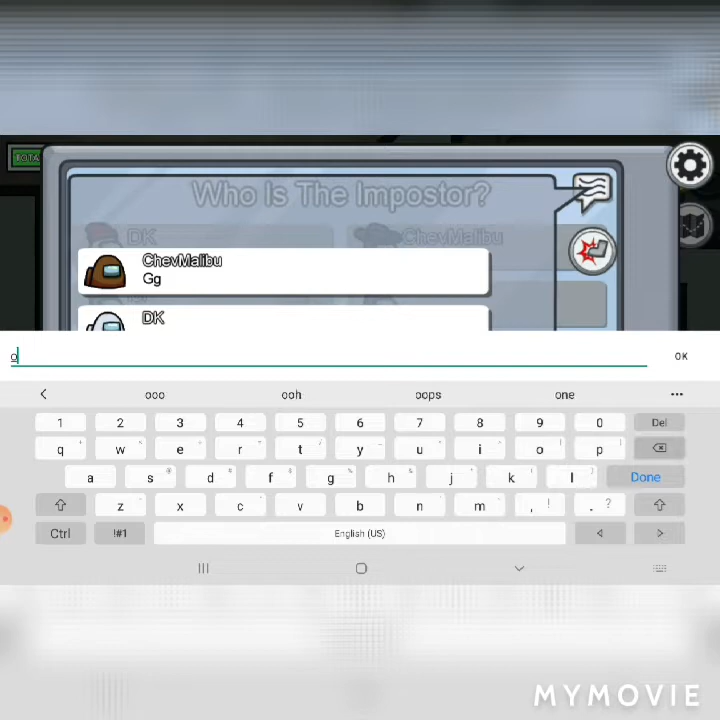 TOTA
Who Is The Impostor?
DK
ChevMalibu
ChevMalibu
Gg
DK
o
OK
ooo ooh oops one
1 2 3 4 5 6 7 8 9 0 Del
q w e r t y u i o p
a s d f g h j k l Done
z x c v b n m , ! . ?
Ctrl !#1 English (US)
MYMOVIE